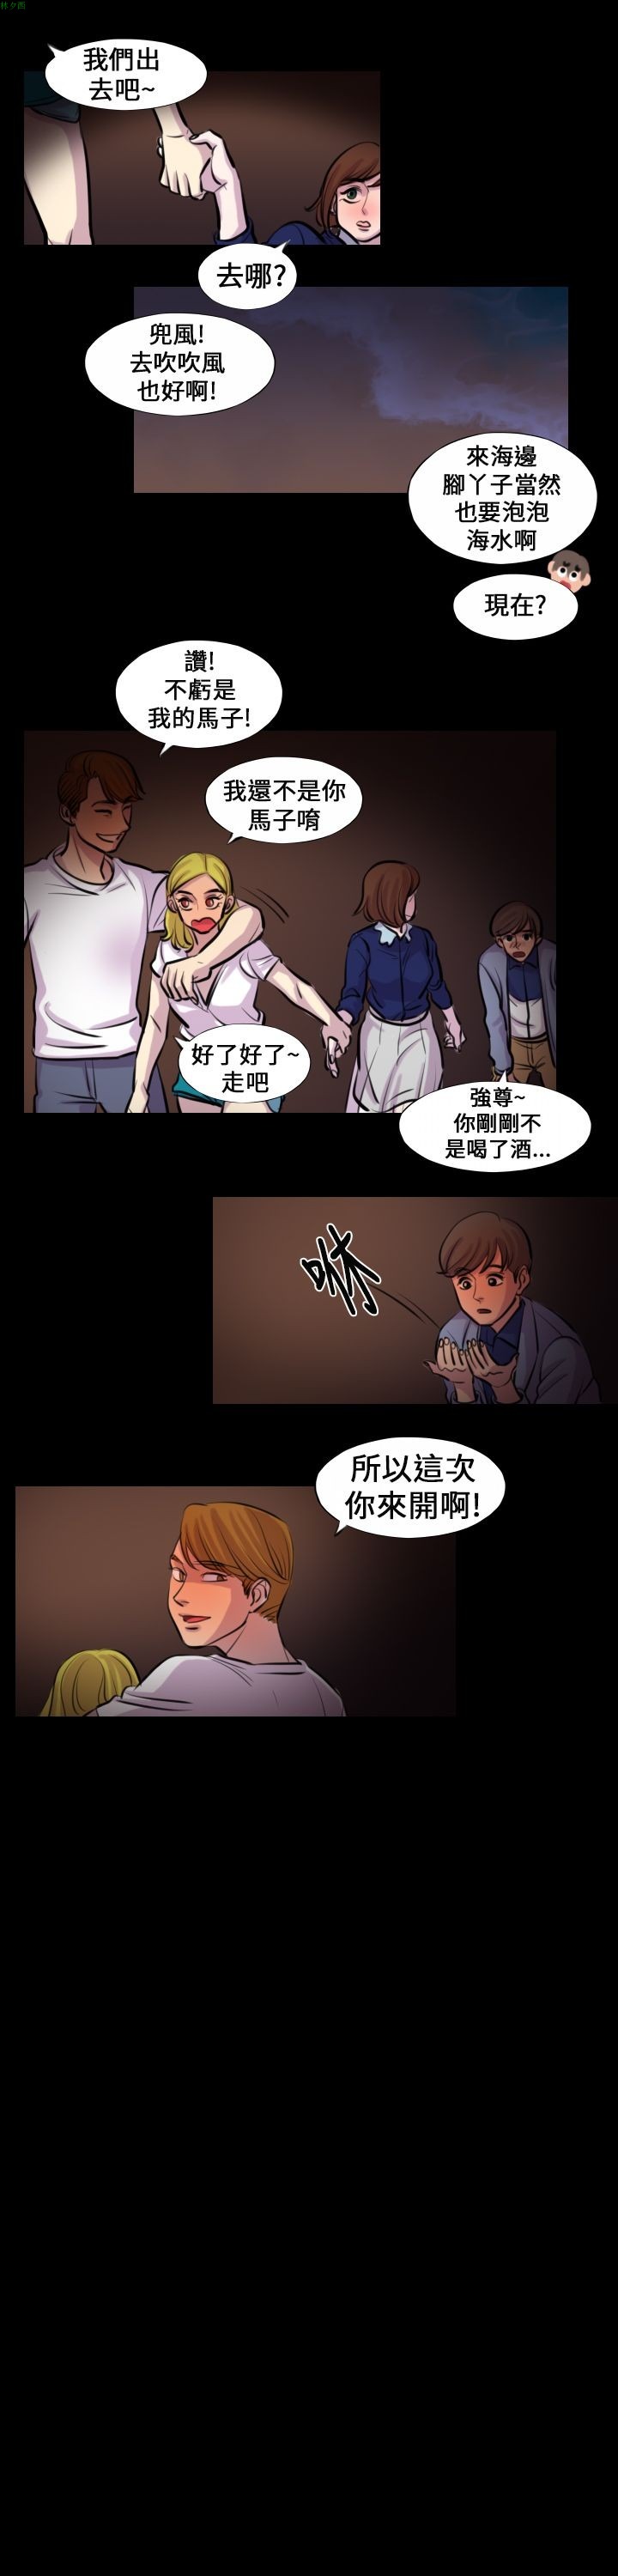 林夕西
我們出
去吧~
去哪?
兜風!
去吹吹風
也好啊!
來海邊
腳丫子當然
也要泡泡
海水啊
現在?
讚!
不虧是
我的馬子!
我還不是你
馬子唷
好了好了~
走吧
強尊~
你剛剛不
是喝了酒...
咻
所以這次
你來開啊!